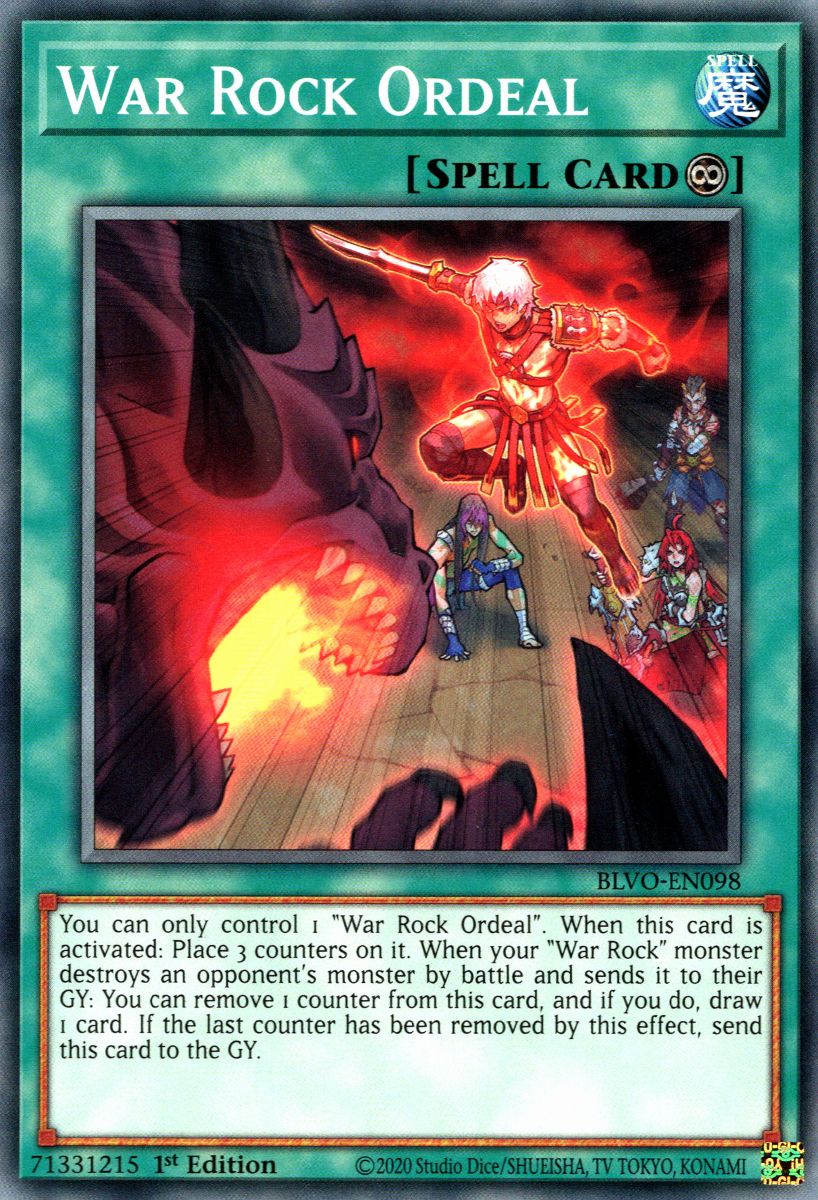 War Rock Ordeal
SPELL
魔
[Spell Card]
BLVO-EN098
You can only control 1 "War Rock Ordeal". When this card is
activated: Place 3 counters on it. When your "War Rock" monster
destroys an opponent's monster by battle and sends it to their
GY: You can remove 1 counter from this card, and if you do, draw
1 card. If the last counter has been removed by this effect, send
this card to the GY.
71331215 1st Edition ©2020 Studio Dice/SHUEISHA, TV TOKYO, KONAMI